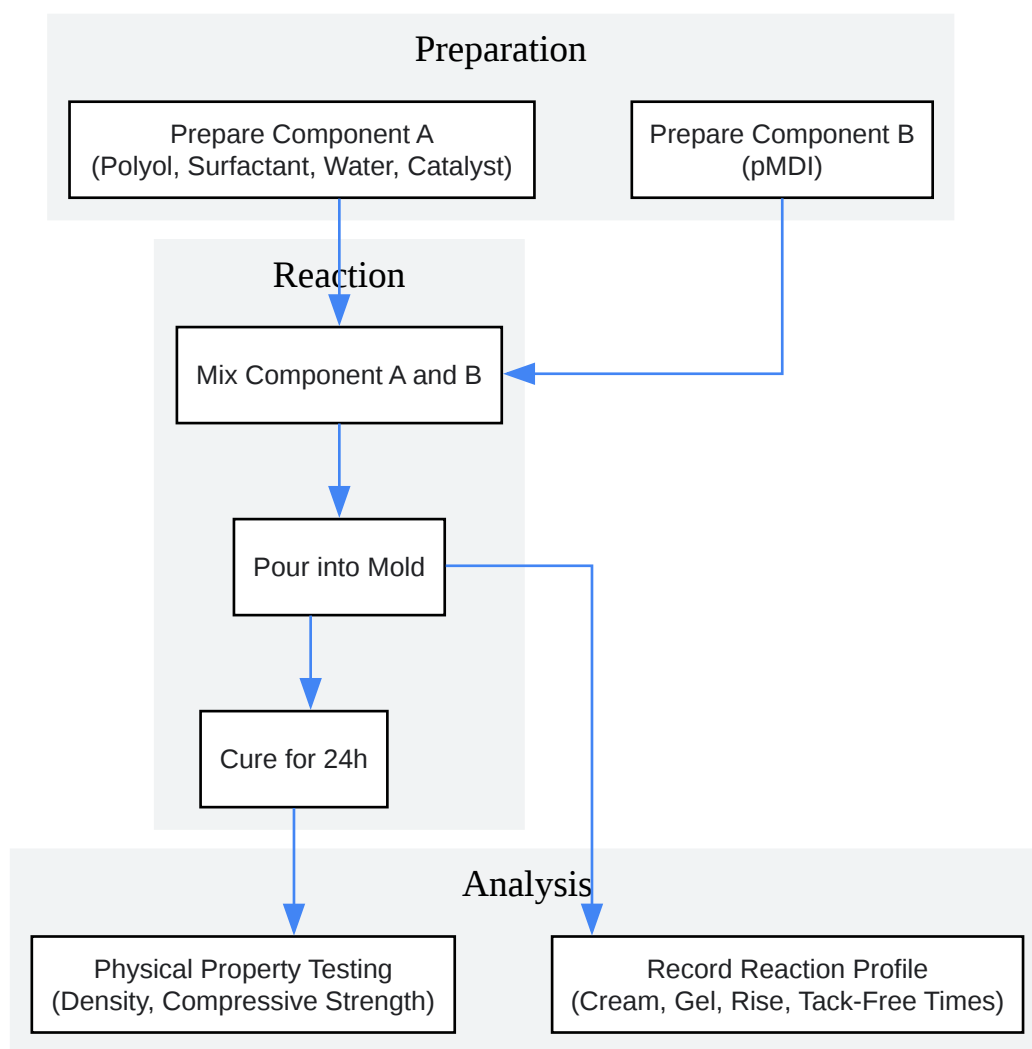 Preparation
Prepare Component A
(Polyol, Surfactant, Water, Catalyst)
Prepare Component B
(pMDI)
Reaction
Mix Component A and B
Pour into Mold
Cure for 24h
Analysis
Physical Property Testing
(Density, Compressive Strength)
Record Reaction Profile
(Cream, Gel, Rise, Tack-Free Times)